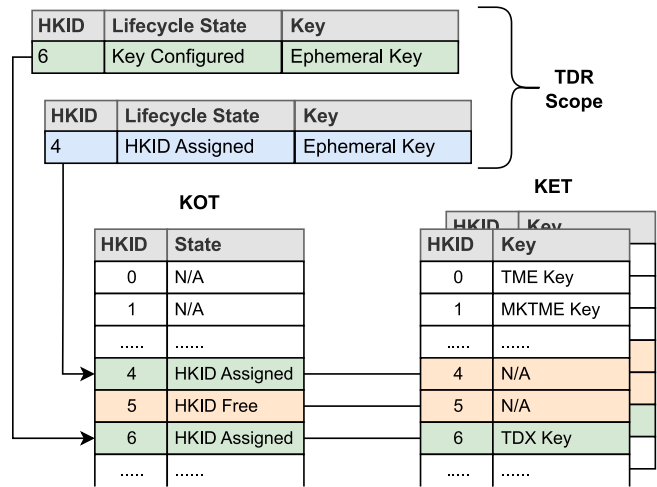 HKID Lifecycle State Key
6 Key Configured Ephemeral Key
TDR
Scope
HKID Lifecycle State Key
4 HKID Assigned Ephemeral Key
KET
KOT
HKID Key
HKID State
HKID Key
0 N/A
0 TME Key
1 N/A
1 MKTME Key
..... ......
..... ......
4 HKID Assigned
4 N/A
5 HKID Free
5 N/A
6 HKID Assigned
6 TDX Key
..... ......
..... ......